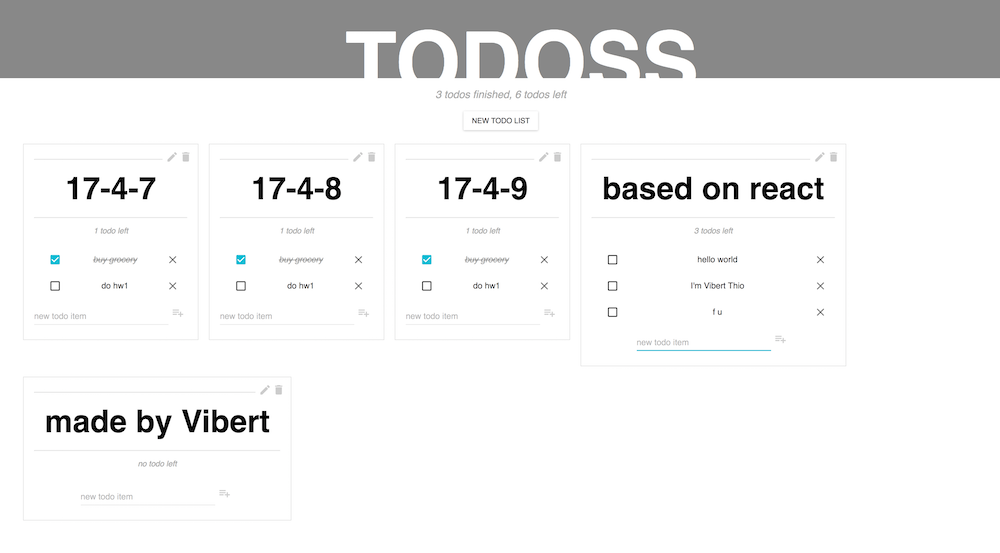 TODOSS
3 todos finished, 6 todos left
NEW TODO LIST
17-4-7
1 todo left
buy grocery
do hw1
new todo item
17-4-8
1 todo left
buy grocery
do hw1
new todo item
17-4-9
1 todo left
buy grocery
do hw1
new todo item
based on react
3 todos left
hello world
I'm Vibert Thio
f u
new todo item
made by Vibert
no todo left
new todo item